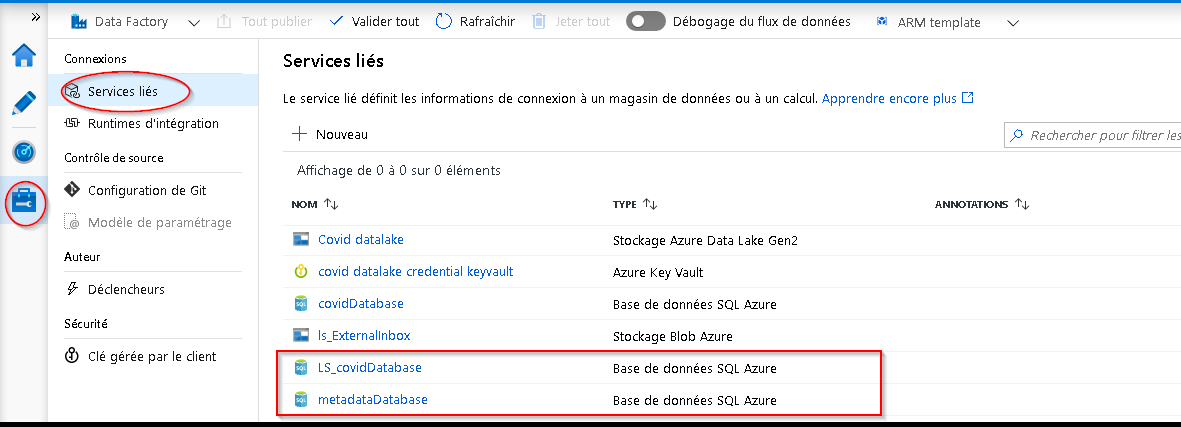 »
Data Factory
Tout publier
Valider tout
Rafraîchir
Jeter tout
Débogage du flux de données
ARM template
Connexions
Services liés
Runtimes d'intégration
Contrôle de source
Configuration de Git
Modèle de paramétrage
Auteur
Déclencheurs
Sécurité
Clé gérée par le client
Services liés
Le service lié définit les informations de connexion à un magasin de données ou à un calcul. Apprendre encore plus
Nouveau
Rechercher pour filtrer les
Affichage de 0 à 0 sur 0 éléments
NOM TYPE ANNOTATIONS
Covid datalake Stockage Azure Data Lake Gen2
covid datalake credential keyvault Azure Key Vault
SQL covidDatabase Base de données SQL Azure
ls_ExternalInbox Stockage Blob Azure
SQL LS_covidDatabase Base de données SQL Azure
SQL metadataDatabase Base de données SQL Azure